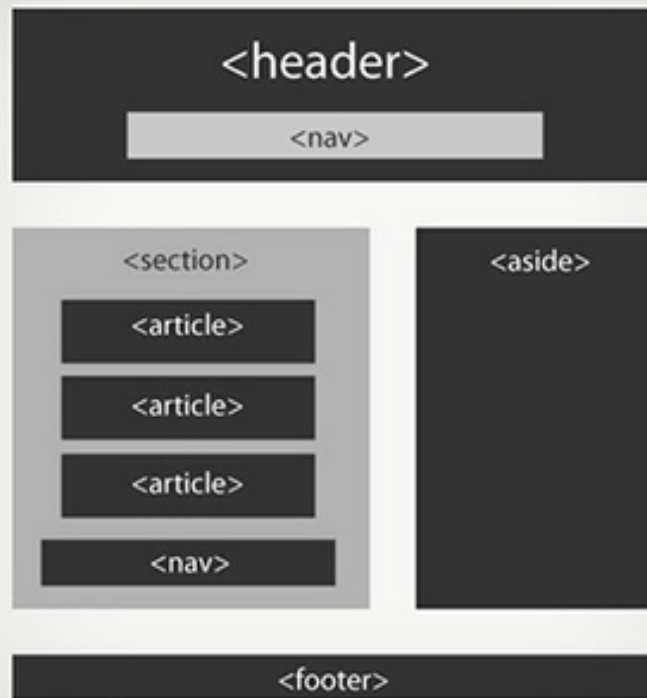 <header>
<nav>
<section>
<article>
<article>
<article>
<nav>
<aside>
<footer>